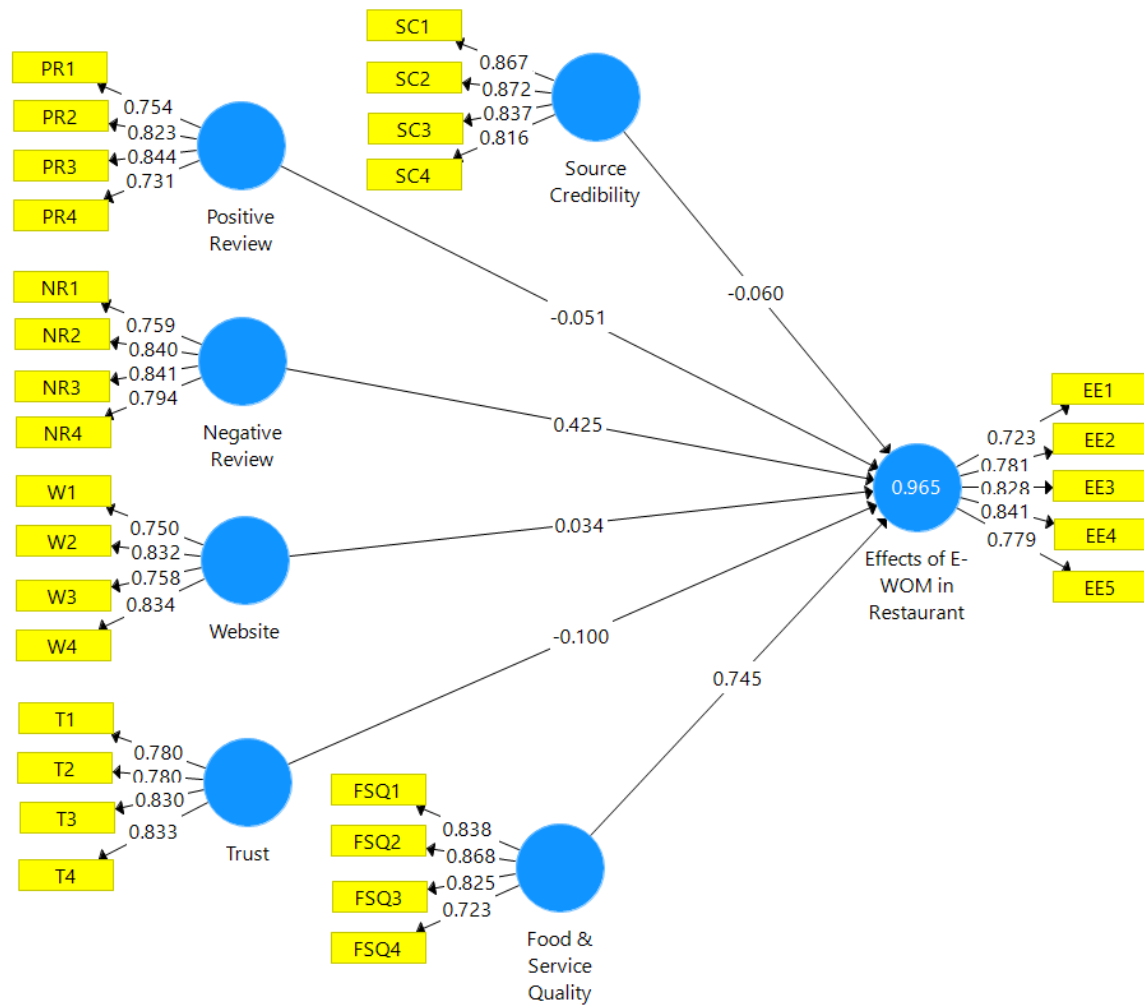 SC1
SC2
SC3
SC4
0.867
0.872
0.837
0.816
Source
Credibility
PR1
PR2
PR3
PR4
0.754
0.823
0.844
0.731
Positive
Review
NR1
NR2
NR3
NR4
0.759
0.840
0.841
0.794
Negative
Review
W1
W2
W3
W4
0.750
0.832
0.758
0.834
Website
T1
T2
T3
T4
0.780
0.780
0.830
0.833
Trust
FSQ1
FSQ2
FSQ3
FSQ4
0.838
0.868
0.825
0.723
Food &
Service
Quality
-0.060
-0.051
0.425
0.034
-0.100
0.745
0.965
Effects of E-
WOM in
Restaurant
0.723
0.781
0.828
0.841
0.779
EE1
EE2
EE3
EE4
EE5